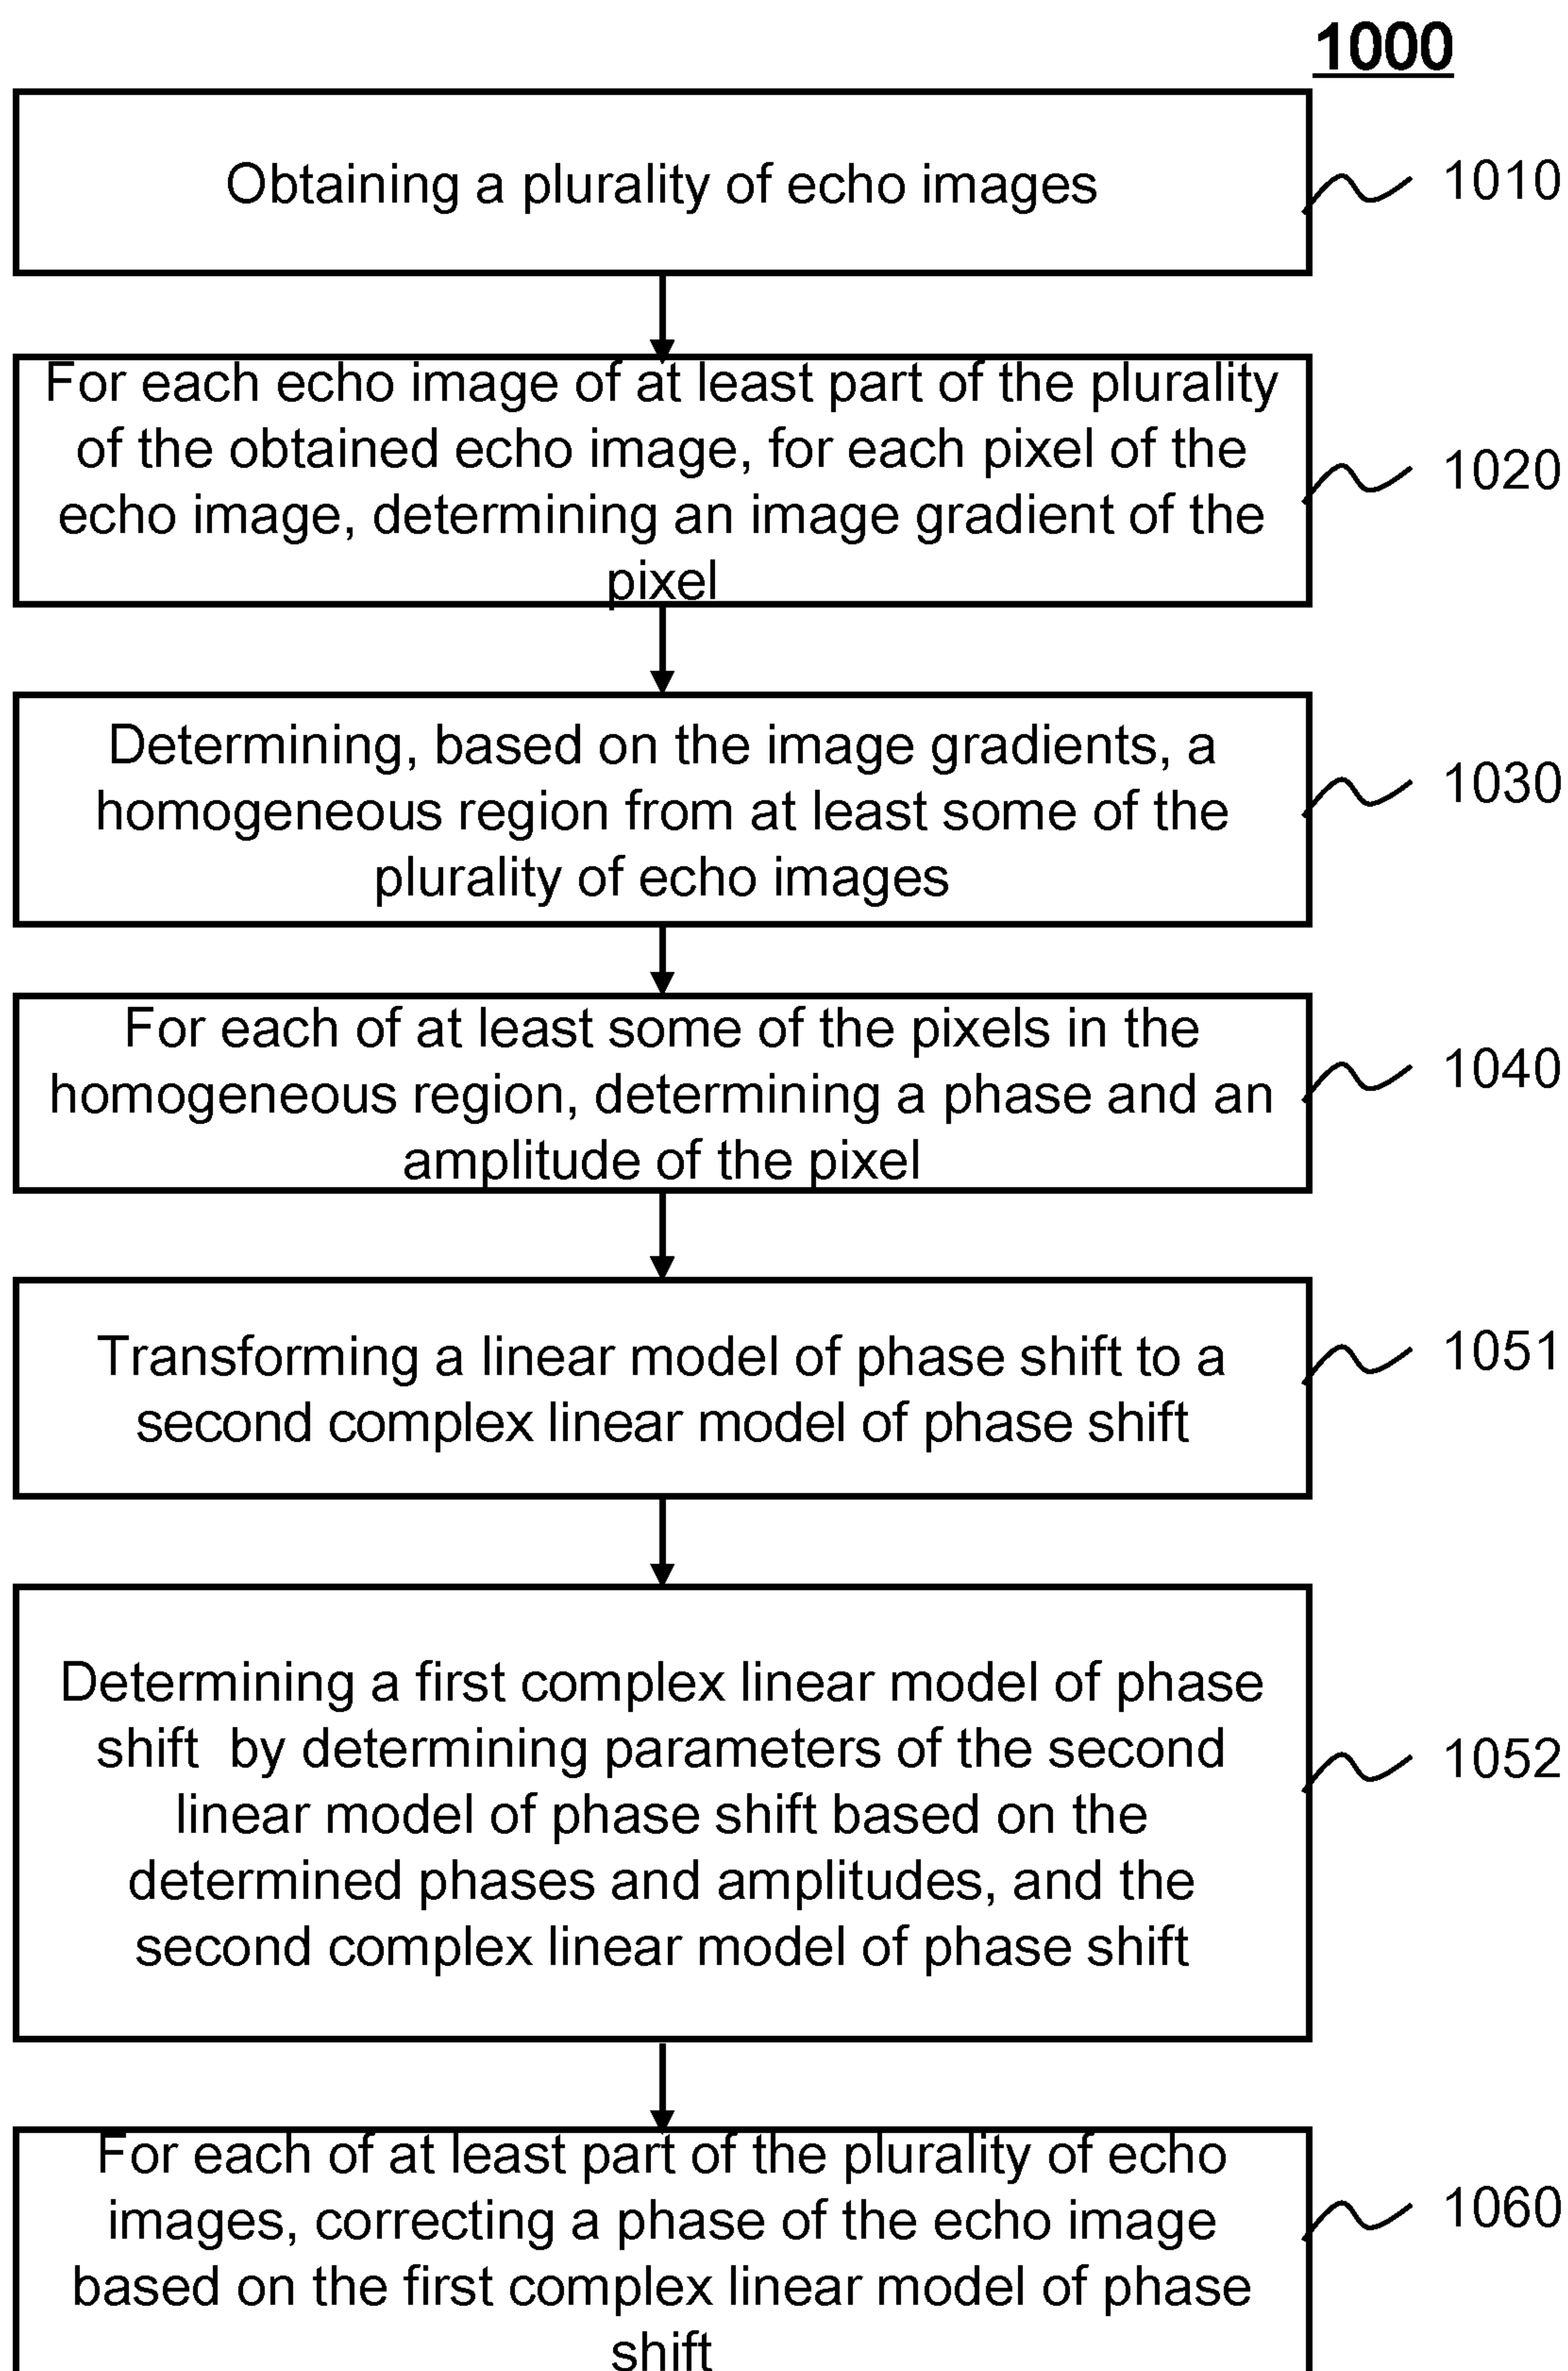 1000
Obtaining a plurality of echo images
1010
For each echo image of at least part of the plurality
of the obtained echo image, for each pixel of the
echo image, determining an image gradient of the
pixel
1020
Determining, based on the image gradients, a
homogeneous region from at least some of the
plurality of echo images
1030
For each of at least some of the pixels in the
homogeneous region, determining a phase and an
amplitude of the pixel
1040
Transforming a linear model of phase shift to a
second complex linear model of phase shift
1051
Determining a first complex linear model of phase
shift by determining parameters of the second
linear model of phase shift based on the
determined phases and amplitudes, and the
second complex linear model of phase shift
1052
For each of at least part of the plurality of echo
images, correcting a phase of the echo image
based on the first complex linear model of phase
shift
1060